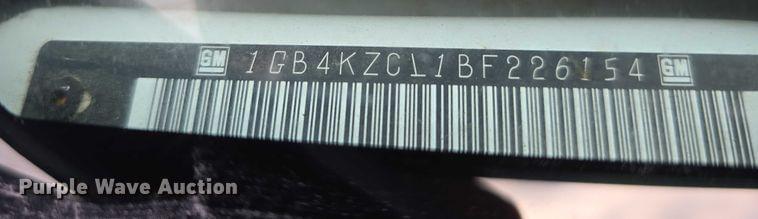 GM 1GB4KZCL1BF226154 GM
Purple Wave Auction